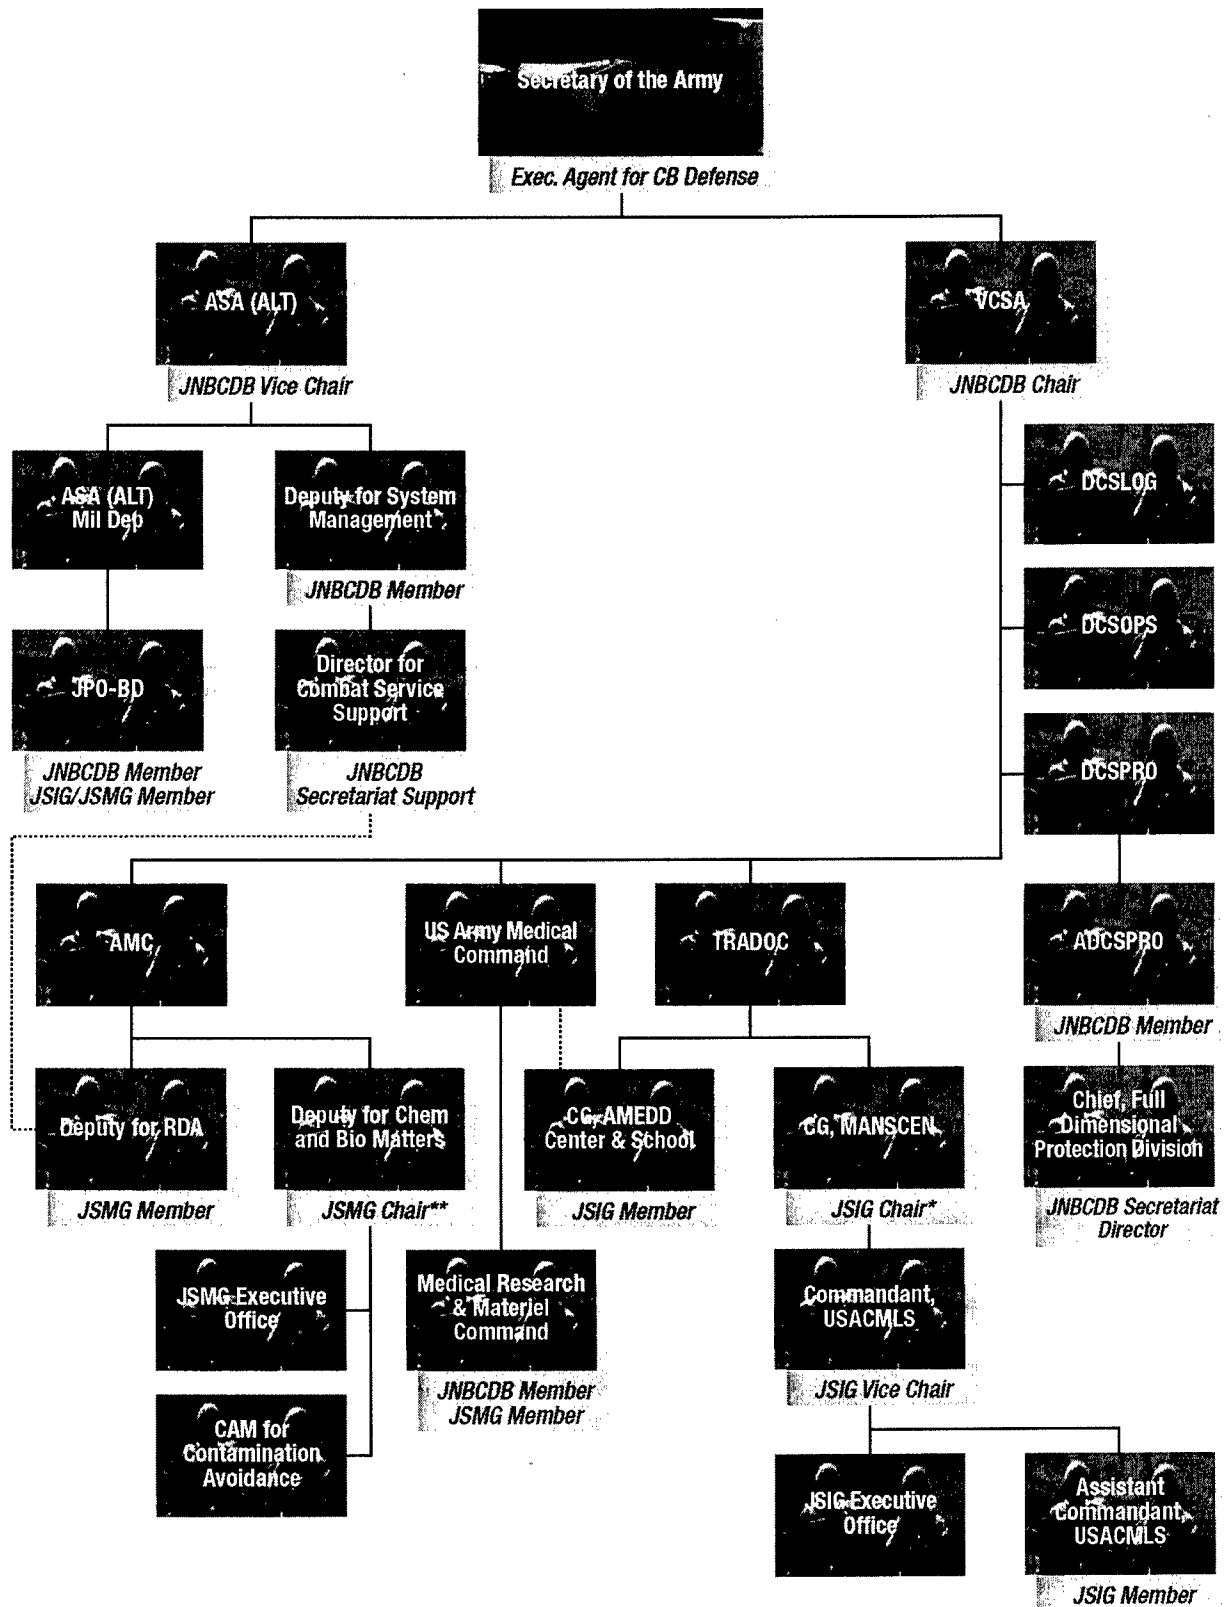 Secretary of the Army
Exec. Agent for CB Defense
ASA (ALT)
JNBCDB Vice Chair
VCSA
JNBCDB Chair
ASA (ALT)
Mil Dep
Deputy for System
Management
JNBCDB Member
DCSLOG
DCSOPS
JPO-BD
JNBCDB Member
JSIG/JSMG Member
Director for
Combat Service
Support
JNBCDB
Secretariat Support
DCSPRO
AMC
US Army Medical
Command
TRADOC
ADCSPRO
JNBCDB Member
Deputy for RDA
JSMG Member
Deputy for Chem
and Bio Matters
JSMG Chair**
CG, AMEDD
Center & School
JSIG Member
CG, MANSCEN
JSIG Chair*
Chief, Full
Dimensional
Protection Division
JNBCDB Secretariat
Director
JSMG Executive
Office
Medical Research
& Materiel
Command
JNBCDB Member
JSMG Member
Commandant,
USACMLS
JSIG Vice Chair
CAM for
Contamination
Avoidance
JSIG Executive
Office
Assistant
Commandant,
USACMLS
JSIG Member